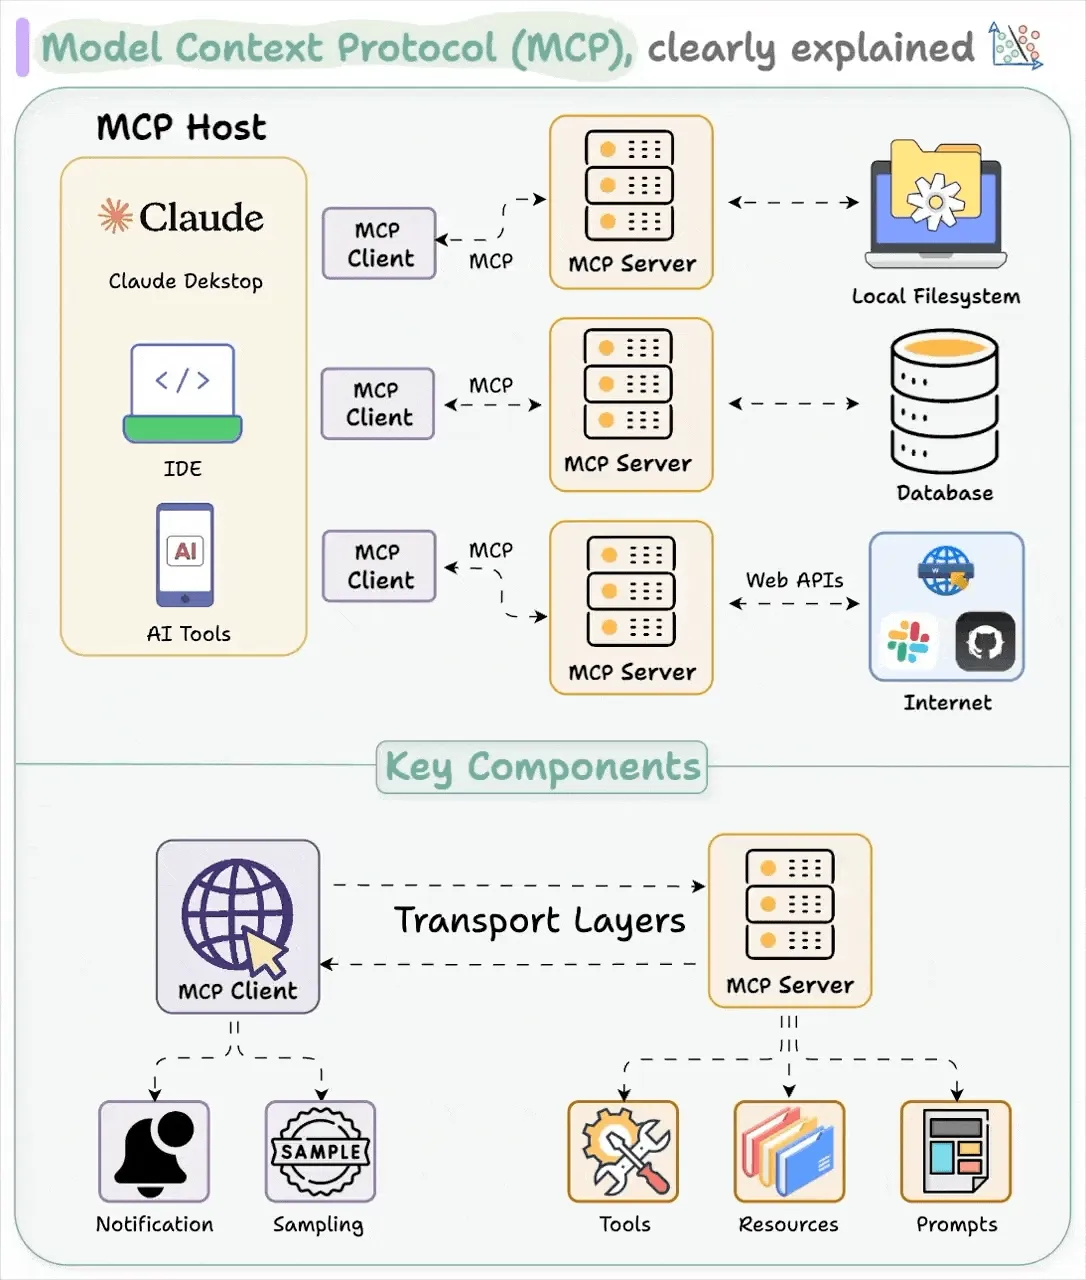 Model Context Protocol (MCP), clearly explained
MCP Host
Claude
Claude Dekstop
</>
IDE
AI
AI Tools
MCP
Client
MCP
MCP Server
Local Filesystem
MCP
Client
MCP
MCP Server
Database
MCP
Client
MCP
MCP Server
Web APIs
W
Internet
Key Components
MCP Client
Transport Layers
MCP Server
Notification
SAMPLE
Sampling
Tools
Resources
Prompts